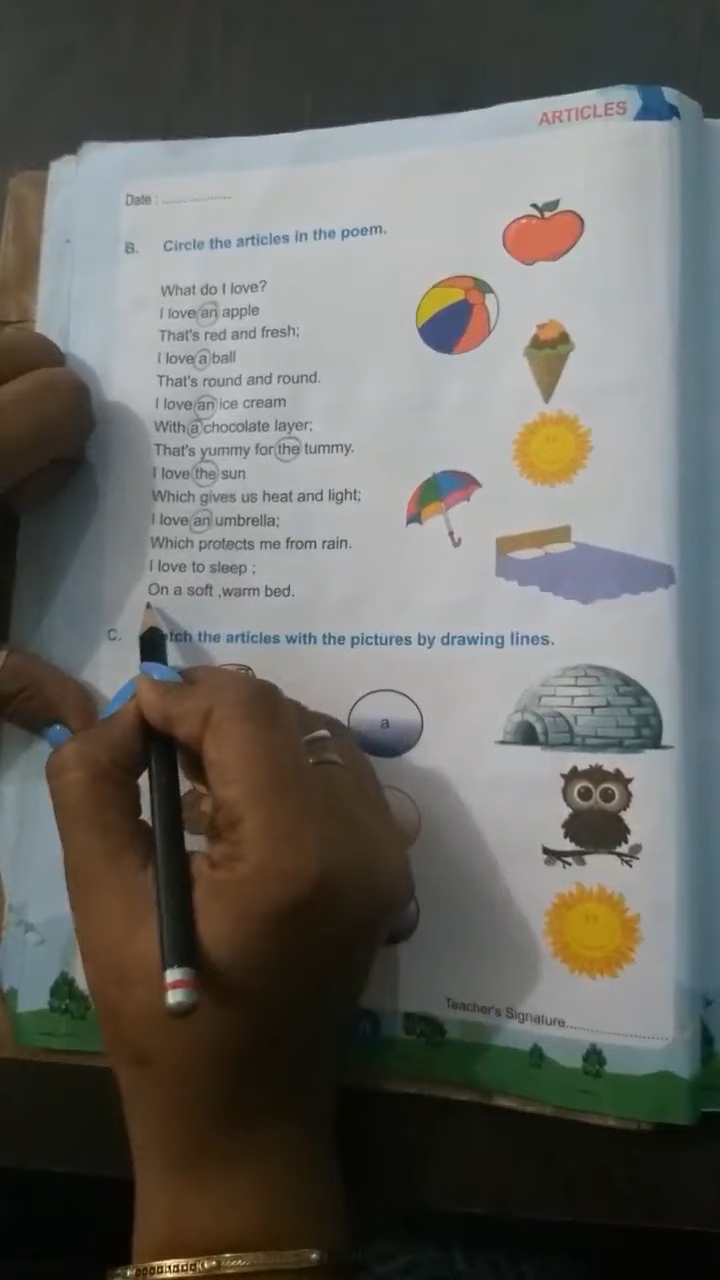 ARTICLES
Date : ..................
B. Circle the articles in the poem.
What do I love?
I love an apple
That's red and fresh;
I love a ball
That's round and round.
I love an ice cream
With a chocolate layer;
That's yummy for the tummy.
I love the sun
Which gives us heat and light;
I love an umbrella;
Which protects me from rain.
I love to sleep ;
On a soft ,warm bed.
C. tch the articles with the pictures by drawing lines.
a
Teacher's Signature......................